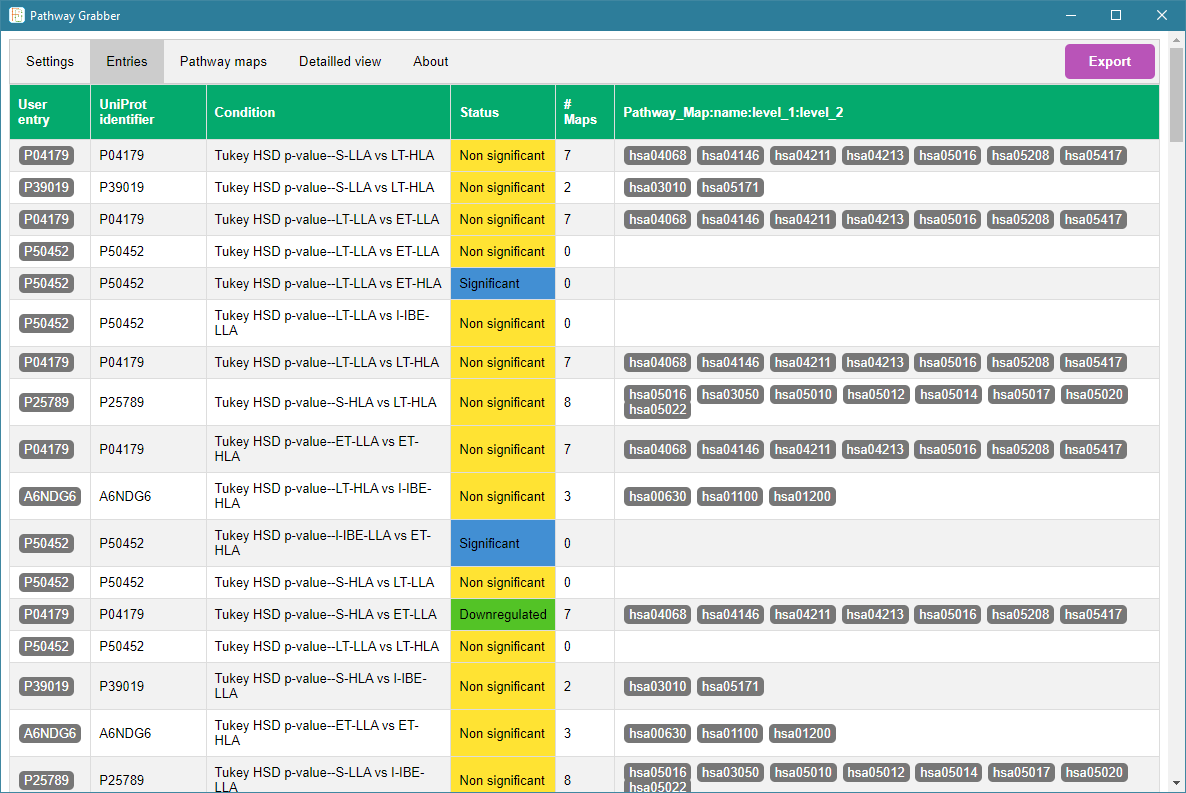 Pathway Grabber
Settings Entries Pathway maps Detailled view About Export
User entry UniProt identifier Condition Status # Maps Pathway_Map:name:level_1:level_2
P04179 P04179 Tukey HSD p-value--S-LLA vs LT-HLA Non significant 7 hsa04068 hsa04146 hsa04211 hsa04213 hsa05016 hsa05208 hsa05417
P39019 P39019 Tukey HSD p-value--S-LLA vs LT-HLA Non significant 2 hsa03010 hsa05171
P04179 P04179 Tukey HSD p-value--LT-LLA vs ET-LLA Non significant 7 hsa04068 hsa04146 hsa04211 hsa04213 hsa05016 hsa05208 hsa05417
P50452 P50452 Tukey HSD p-value--LT-LLA vs ET-LLA Non significant 0
P50452 P50452 Tukey HSD p-value--LT-LLA vs ET-HLA Significant 0
P50452 P50452 Tukey HSD p-value--LT-LLA vs I-IBE-LLA Non significant 0
P04179 P04179 Tukey HSD p-value--LT-LLA vs LT-HLA Non significant 7 hsa04068 hsa04146 hsa04211 hsa04213 hsa05016 hsa05208 hsa05417
P25789 P25789 Tukey HSD p-value--S-HLA vs LT-HLA Non significant 8 hsa05016 hsa03050 hsa05010 hsa05012 hsa05014 hsa05017 hsa05020 hsa05022
P04179 P04179 Tukey HSD p-value--ET-LLA vs ET-HLA Non significant 7 hsa04068 hsa04146 hsa04211 hsa04213 hsa05016 hsa05208 hsa05417
A6NDG6 A6NDG6 Tukey HSD p-value--LT-HLA vs I-IBE-HLA Non significant 3 hsa00630 hsa01100 hsa01200
P50452 P50452 Tukey HSD p-value--I-IBE-LLA vs ET-HLA Significant 0
P50452 P50452 Tukey HSD p-value--S-HLA vs LT-LLA Non significant 0
P04179 P04179 Tukey HSD p-value--S-HLA vs ET-LLA Downregulated 7 hsa04068 hsa04146 hsa04211 hsa04213 hsa05016 hsa05208 hsa05417
P50452 P50452 Tukey HSD p-value--LT-LLA vs LT-HLA Non significant 0
P39019 P39019 Tukey HSD p-value--S-HLA vs I-IBE-LLA Non significant 2 hsa03010 hsa05171
A6NDG6 A6NDG6 Tukey HSD p-value--ET-LLA vs ET-HLA Non significant 3 hsa00630 hsa01100 hsa01200
P25789 P25789 Tukey HSD p-value--S-LLA vs I-IBE-LLA Non significant 8 hsa05016 hsa03050 hsa05010 hsa05012 hsa05014 hsa05017 hsa05020 hsa05022